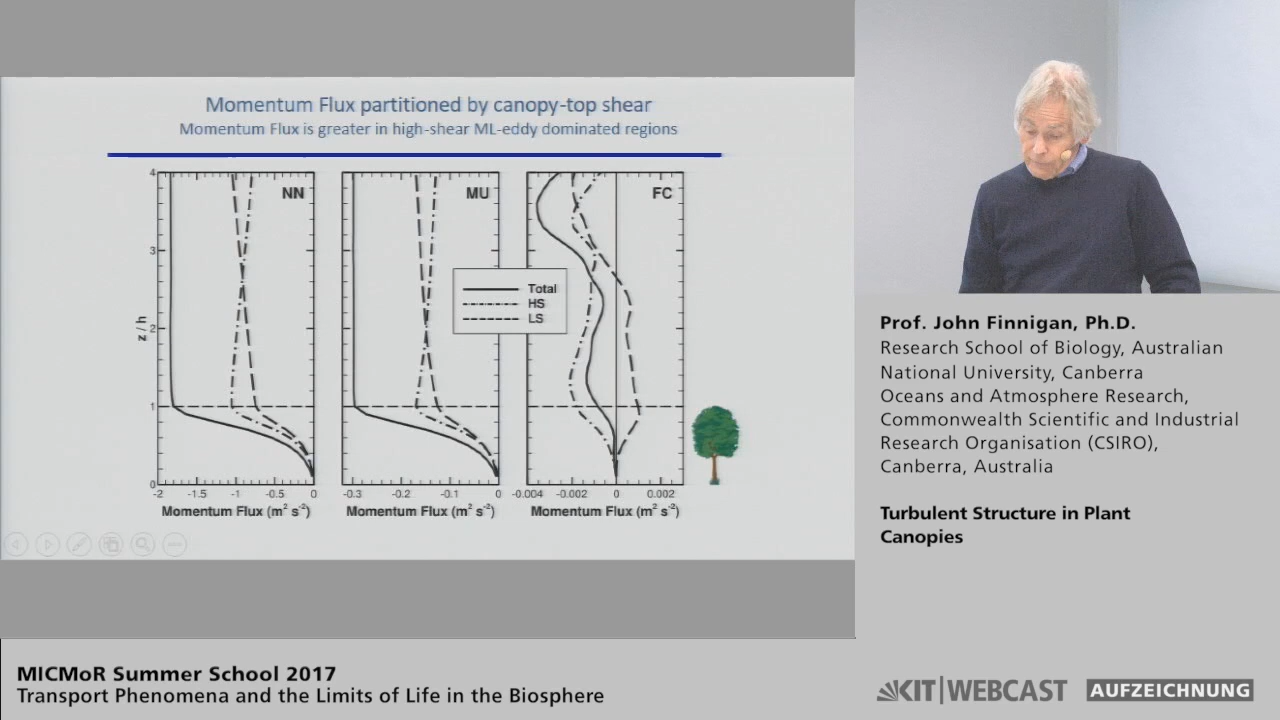 Momentum Flux partitioned by canopy-top shear
Momentum Flux is greater in high-shear ML-eddy dominated regions
4
3
2
1
0
z / h
NN
-2 -1.5 -1 -0.5 0
Momentum Flux (m² s⁻²)
MU
-0.3 -0.2 -0.1 0
Momentum Flux (m² s⁻²)
FC
-0.004 -0.002 0 0.002
Momentum Flux (m² s⁻²)
Total
HS
LS
Prof. John Finnigan, Ph.D.
Research School of Biology, Australian
National University, Canberra
Oceans and Atmosphere Research,
Commonwealth Scientific and Industrial
Research Organisation (CSIRO),
Canberra, Australia
Turbulent Structure in Plant
Canopies
MICMoR Summer School 2017
Transport Phenomena and the Limits of Life in the Biosphere
KIT|WEBCAST
AUFZEICHNUNG